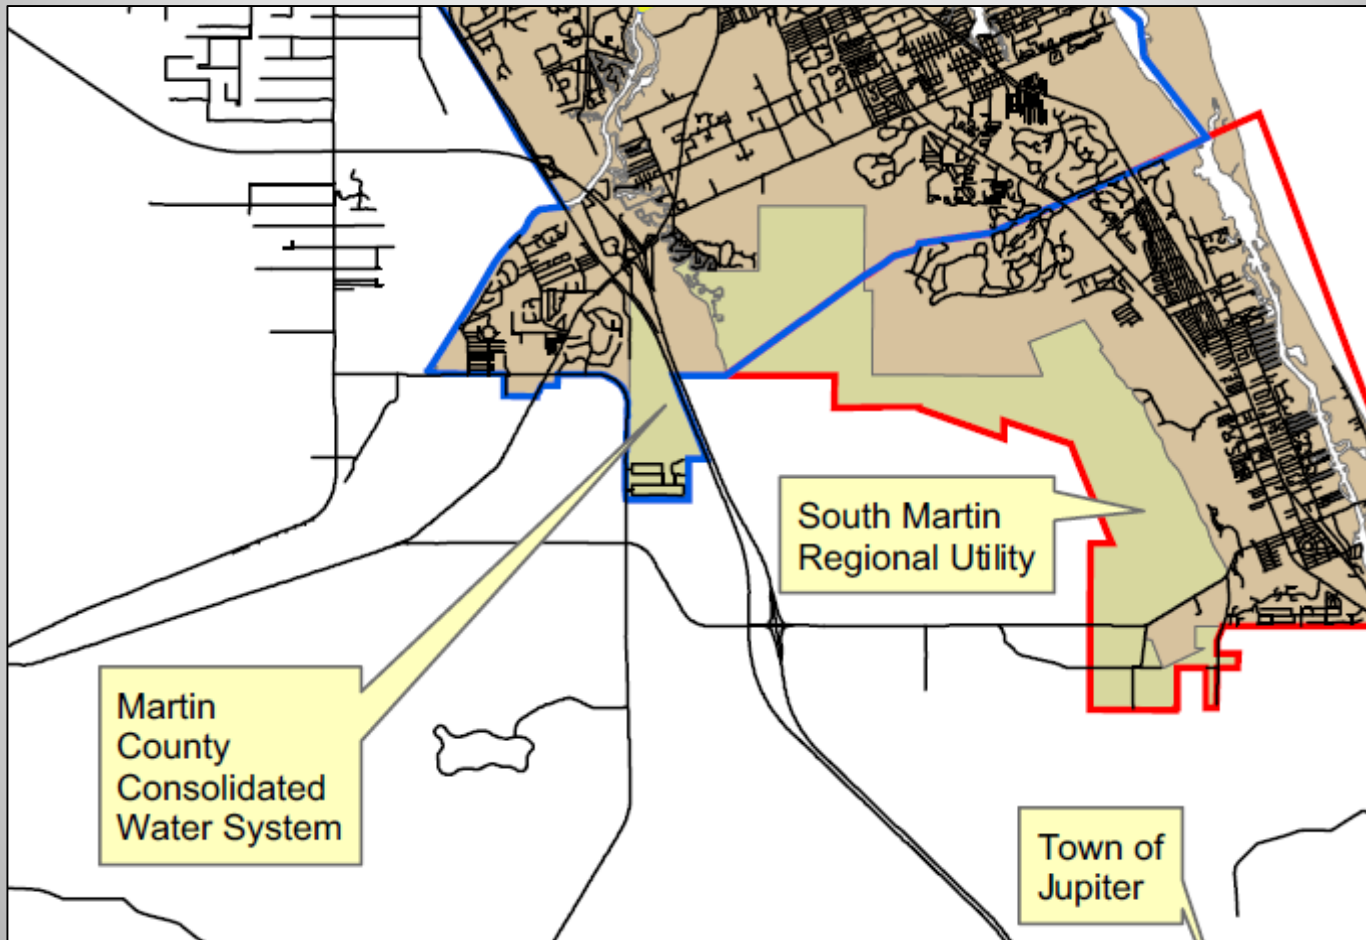 South Martin
Regional Utility
Martin
County
Consolidated
Water System
Town of
Jupiter